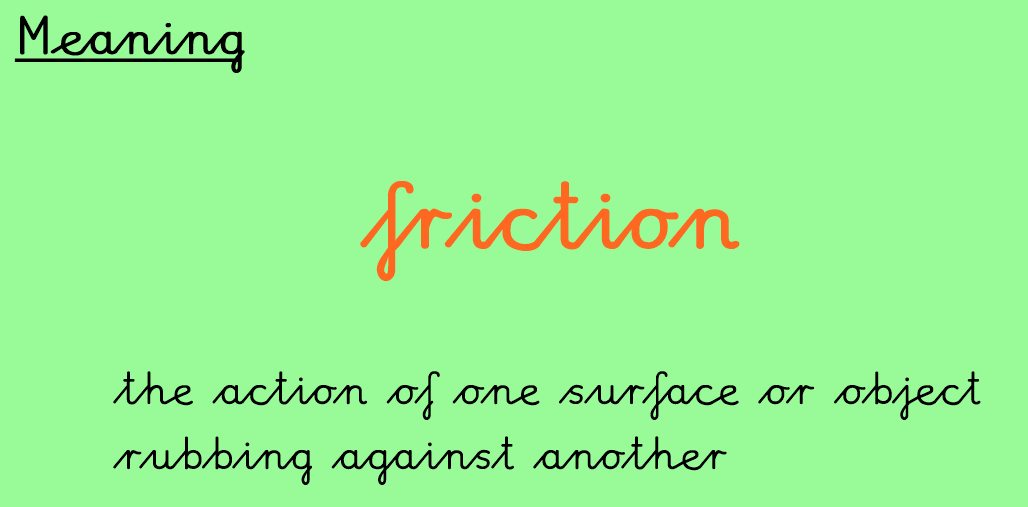 Meaning
friction
the action of one surface or object
rubbing against another